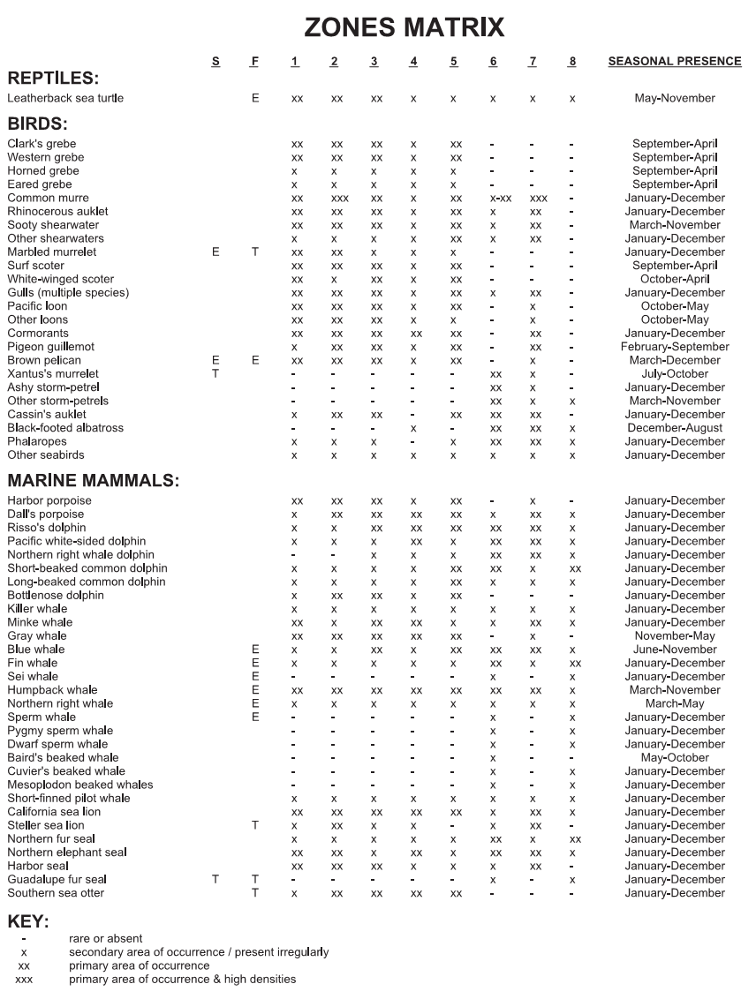 ZONES MATRIX
S F 1 2 3 4 5 6 7 8 SEASONAL PRESENCE
REPTILES:
Leatherback sea turtle E xx xx xx x x x x x May-November
BIRDS:
Clark's grebe xx xx xx x xx - - - September-April
Western grebe xx xx xx x xx - - - September-April
Horned grebe x x x x x - - - September-April
Eared grebe x x x x x - - - September-April
Common murre xx xxx xx x xx x-xx xxx - January-December
Rhinocerous auklet xx xx xx x xx x xx - January-December
Sooty shearwater xx xx xx x xx x xx - March-November
Other shearwaters x x x x x x xx - January-December
Marbled murrelet E T xx xx x x x - - - January-December
Surf scoter xx xx xx x xx - - - September-April
White-winged scoter xx x xx x xx - - - October-April
Gulls (multiple species) xx xx xx x xx x xx - January-December
Pacific loon xx xx xx x xx - x - October-May
Other loons xx xx xx x x - x - October-May
Cormorants xx xx xx xx xx - xx - January-December
Pigeon guillemot x xx xx x xx - xx - February-September
Brown pelican E E xx xx xx x xx - x - March-December
Xantus's murrelet T - - - - - xx x - July-October
Ashy storm-petrel - - - - - xx x - January-December
Other storm-petrels - - - - - xx x x March-November
Cassin's auklet x xx xx - xx xx xx - January-December
Black-footed albatross - - - x - xx xx x December-August
Phalaropes x x x - x xx xx x January-December
Other seabirds x x x x x x x x January-December
MARINE MAMMALS:
Harbor porpoise xx xx xx x xx - x - January-December
Dall's porpoise x xx xx xx xx x xx x January-December
Risso's dolphin x x xx xx xx xx xx x January-December
Pacific white-sided dolphin x x x xx x xx xx x January-December
Northern right whale dolphin - - x x x xx xx x January-December
Short-beaked common dolphin x x x x xx xx x xx January-December
Long-beaked common dolphin x x x x xx x x x January-December
Bottlenose dolphin x xx xx x xx - - - January-December
Killer whale x x x x x x x x January-December
Minke whale xx x xx xx x x xx x January-December
Gray whale xx xx xx xx xx - x - November-May
Blue whale E x x xx x xx xx xx x June-November
Fin whale E x x x x x xx x xx January-December
Sei whale E - - - - - x - x January-December
Humpback whale E xx xx xx xx xx xx xx x March-November
Northern right whale E x x x x x x x x March-May
Sperm whale E - - - - - x - x January-December
Pygmy sperm whale - - - - - x - x January-December
Dwarf sperm whale - - - - - x - x January-December
Baird's beaked whale - - - - - x - - May-October
Cuvier's beaked whale - - - - - x - x January-December
Mesoplodon beaked whales - - - - - x - x January-December
Short-finned pilot whale x x x x x x x x January-December
California sea lion xx xx xx xx xx x xx x January-December
Steller sea lion T x xx x x - x xx - January-December
Northern fur seal x x x x x xx x xx January-December
Northern elephant seal xx xx x xx x xx xx x January-December
Harbor seal xx xx xx x x x xx - January-December
Guadalupe fur seal T T - - - - - x - x January-December
Southern sea otter T x xx xx xx xx - - - January-December
KEY:
- rare or absent
x secondary area of occurrence / present irregularly
xx primary area of occurrence
xxx primary area of occurrence & high densities